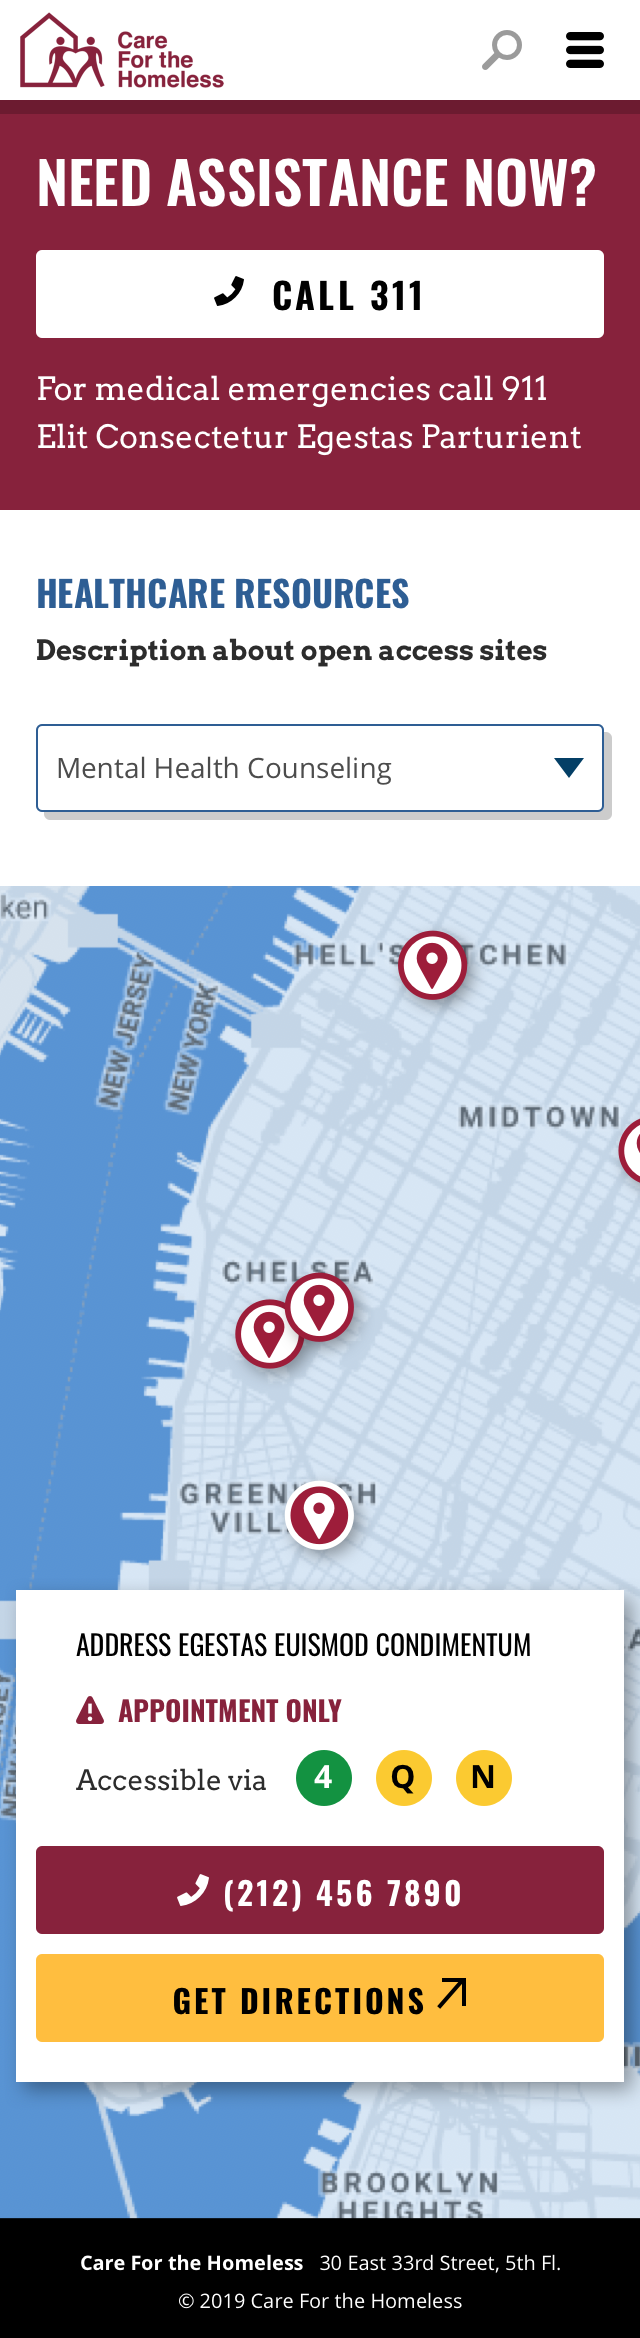 Care
For the
Homeless
NEED ASSISTANCE NOW?
CALL 311
For medical emergencies call 911
Elit Consectetur Egestas Parturient
HEALTHCARE RESOURCES
Description about open access sites
Mental Health Counseling
ken
NEW JERSEY
NEW YORK
MIDTOWN
CHELSEA
ADDRESS EGESTAS EUISMOD CONDIMENTUM
APPOINTMENT ONLY
Accessible via 4 Q N
(212) 456 7890
GET DIRECTIONS
BROOKLYN
HEIGHTS
Care For the Homeless 30 East 33rd Street, 5th Fl.
© 2019 Care For the Homeless